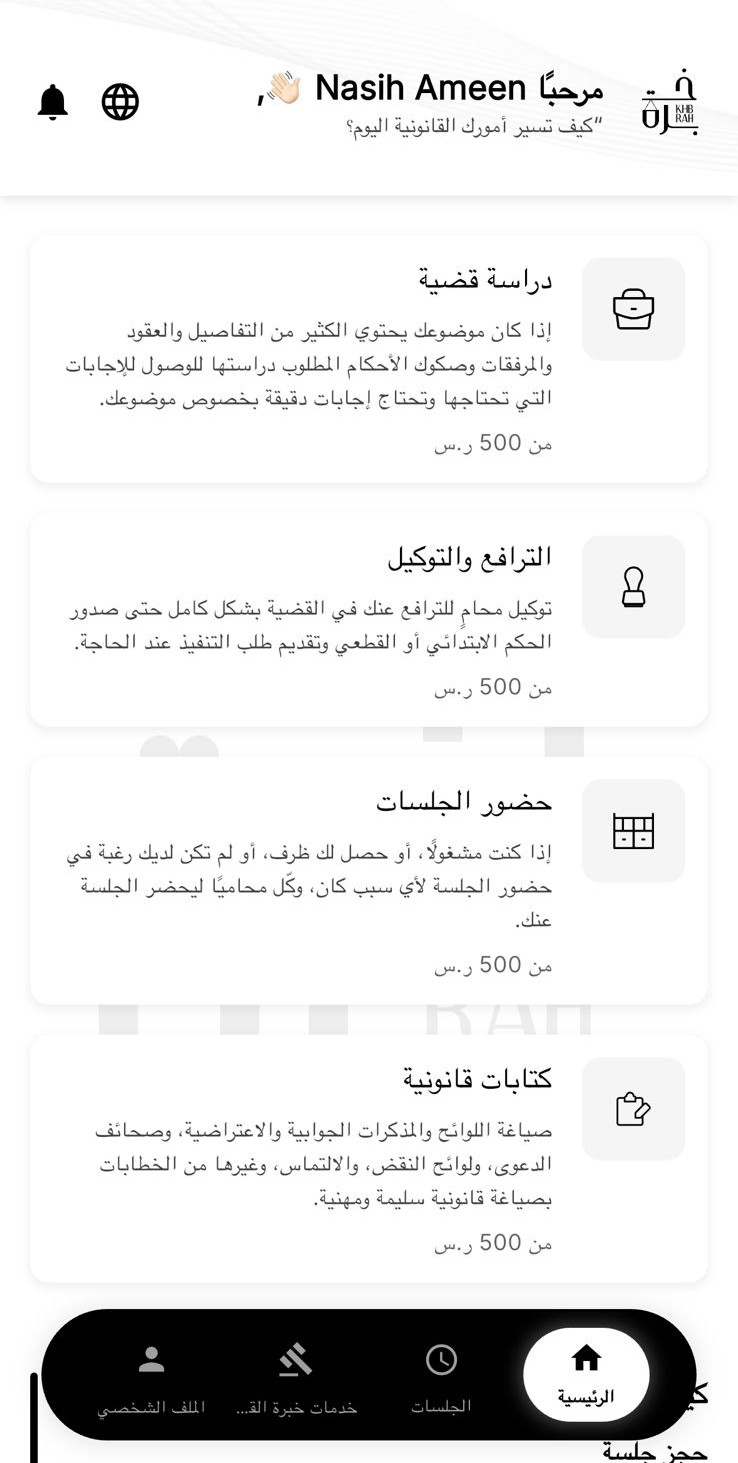 خبرة
KHB
RAH
مرحبًا Nasih Ameen 👋🏻,
“كيف تسير أمورك القانونية اليوم؟
دراسة قضية
إذا كان موضوعك يحتوي الكثير من التفاصيل والعقود
والمرفقات وصكوك الأحكام المطلوب دراستها للوصول للإجابات
التي تحتاجها وتحتاج إجابات دقيقة بخصوص موضوعك.
من 500 ر.س
الترافع والتوكيل
توكيل محامٍ للترافع عنك في القضية بشكل كامل حتى صدور
الحكم الابتدائي أو القطعي وتقديم طلب التنفيذ عند الحاجة.
من 500 ر.س
حضور الجلسات
إذا كنت مشغولًا، أو حصل لك ظرف، أو لم تكن لديك رغبة في
حضور الجلسة لأي سبب كان، وكّل محاميًا ليحضر الجلسة
عنك.
من 500 ر.س
RAH
كتابات قانونية
صياغة اللوائح والمذكرات الجوابية والاعتراضية، وصحائف
الدعوى، ولوائح النقض، والالتماس، وغيرها من الخطابات
بصياغة قانونية سليمة ومهنية.
من 500 ر.س
الرئيسية
الجلسات
خدمات خبرة القـ...
الملف الشخصي
حجز جلسة